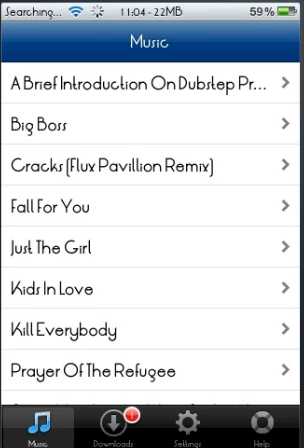 Searching... 11:04 - 22MB 59%
Music
A Brief Introduction On Dubstep Pr...
Big Boss
Cracks (Flux Pavillion Remix)
Fall For You
Just The Girl
Kids In Love
Kill Everybody
Prayer Of The Refugee
Music Downloads Settings Help